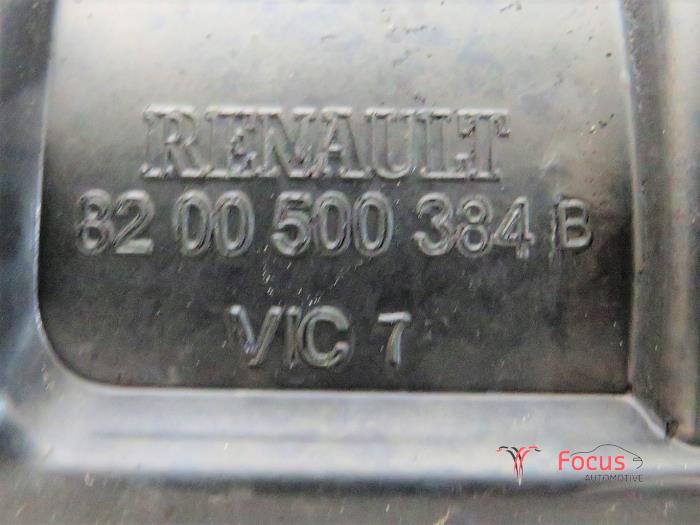 RENAULT
82 00 500 384 B
VIC 7
Focus
AUTOMOTIVE